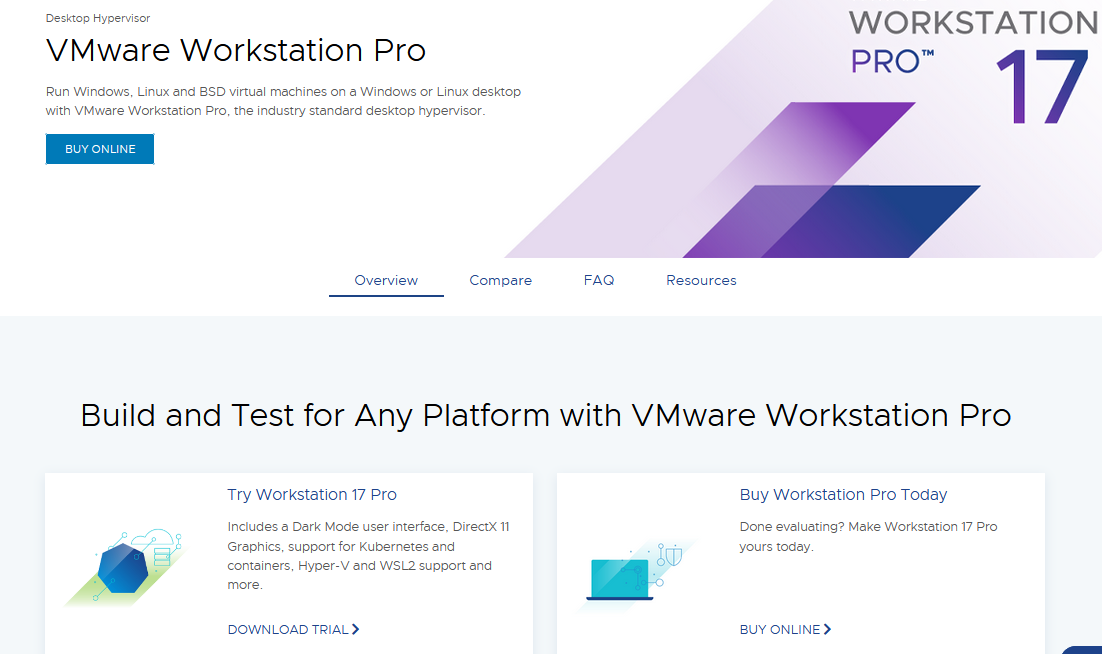 Desktop Hypervisor
VMware Workstation Pro
Run Windows, Linux and BSD virtual machines on a Windows or Linux desktop
with VMware Workstation Pro, the industry standard desktop hypervisor.
BUY ONLINE
WORKSTATION
PRO™
17
Overview
Compare
FAQ
Resources
Build and Test for Any Platform with VMware Workstation Pro
Try Workstation 17 Pro
Includes a Dark Mode user interface, DirectX 11
Graphics, support for Kubernetes and
containers, Hyper-V and WSL2 support and
more.
DOWNLOAD TRIAL
Buy Workstation Pro Today
Done evaluating? Make Workstation 17 Pro
yours today.
BUY ONLINE